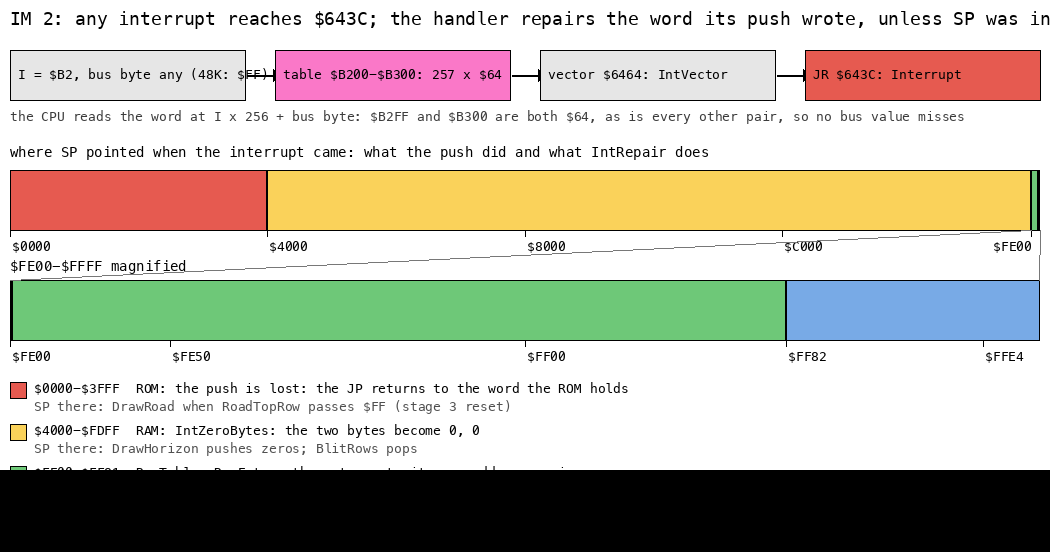 IM 2: any interrupt reaches $643C; the handler repairs the word its push wrote, unless SP was in
I = $B2, bus byte any (48K: $FF)
table $B200−$B300: 257 x $64
vector $6464: IntVector
JR $643C: Interrupt
the CPU reads the word at I x 256 + bus byte: $B2FF and $B300 are both $64, as is every other pair, so no bus value misses
where SP pointed when the interrupt came: what the push did and what IntRepair does
$0000 $4000 $8000 $C000 $FE00
$FE00−$FFFF magnified
$FE00 $FE50 $FF00 $FF82 $FFE4
$0000−$3FFF ROM: the push is lost: the JP returns to the word the ROM holds
SP there: DrawRoad when RoadTopRow passes $FF (stage 3 reset)
$4000−$FDFF RAM: IntZeroBytes: the two bytes become 0, 0
SP there: DrawHorizon pushes zeros; BlitRows pops